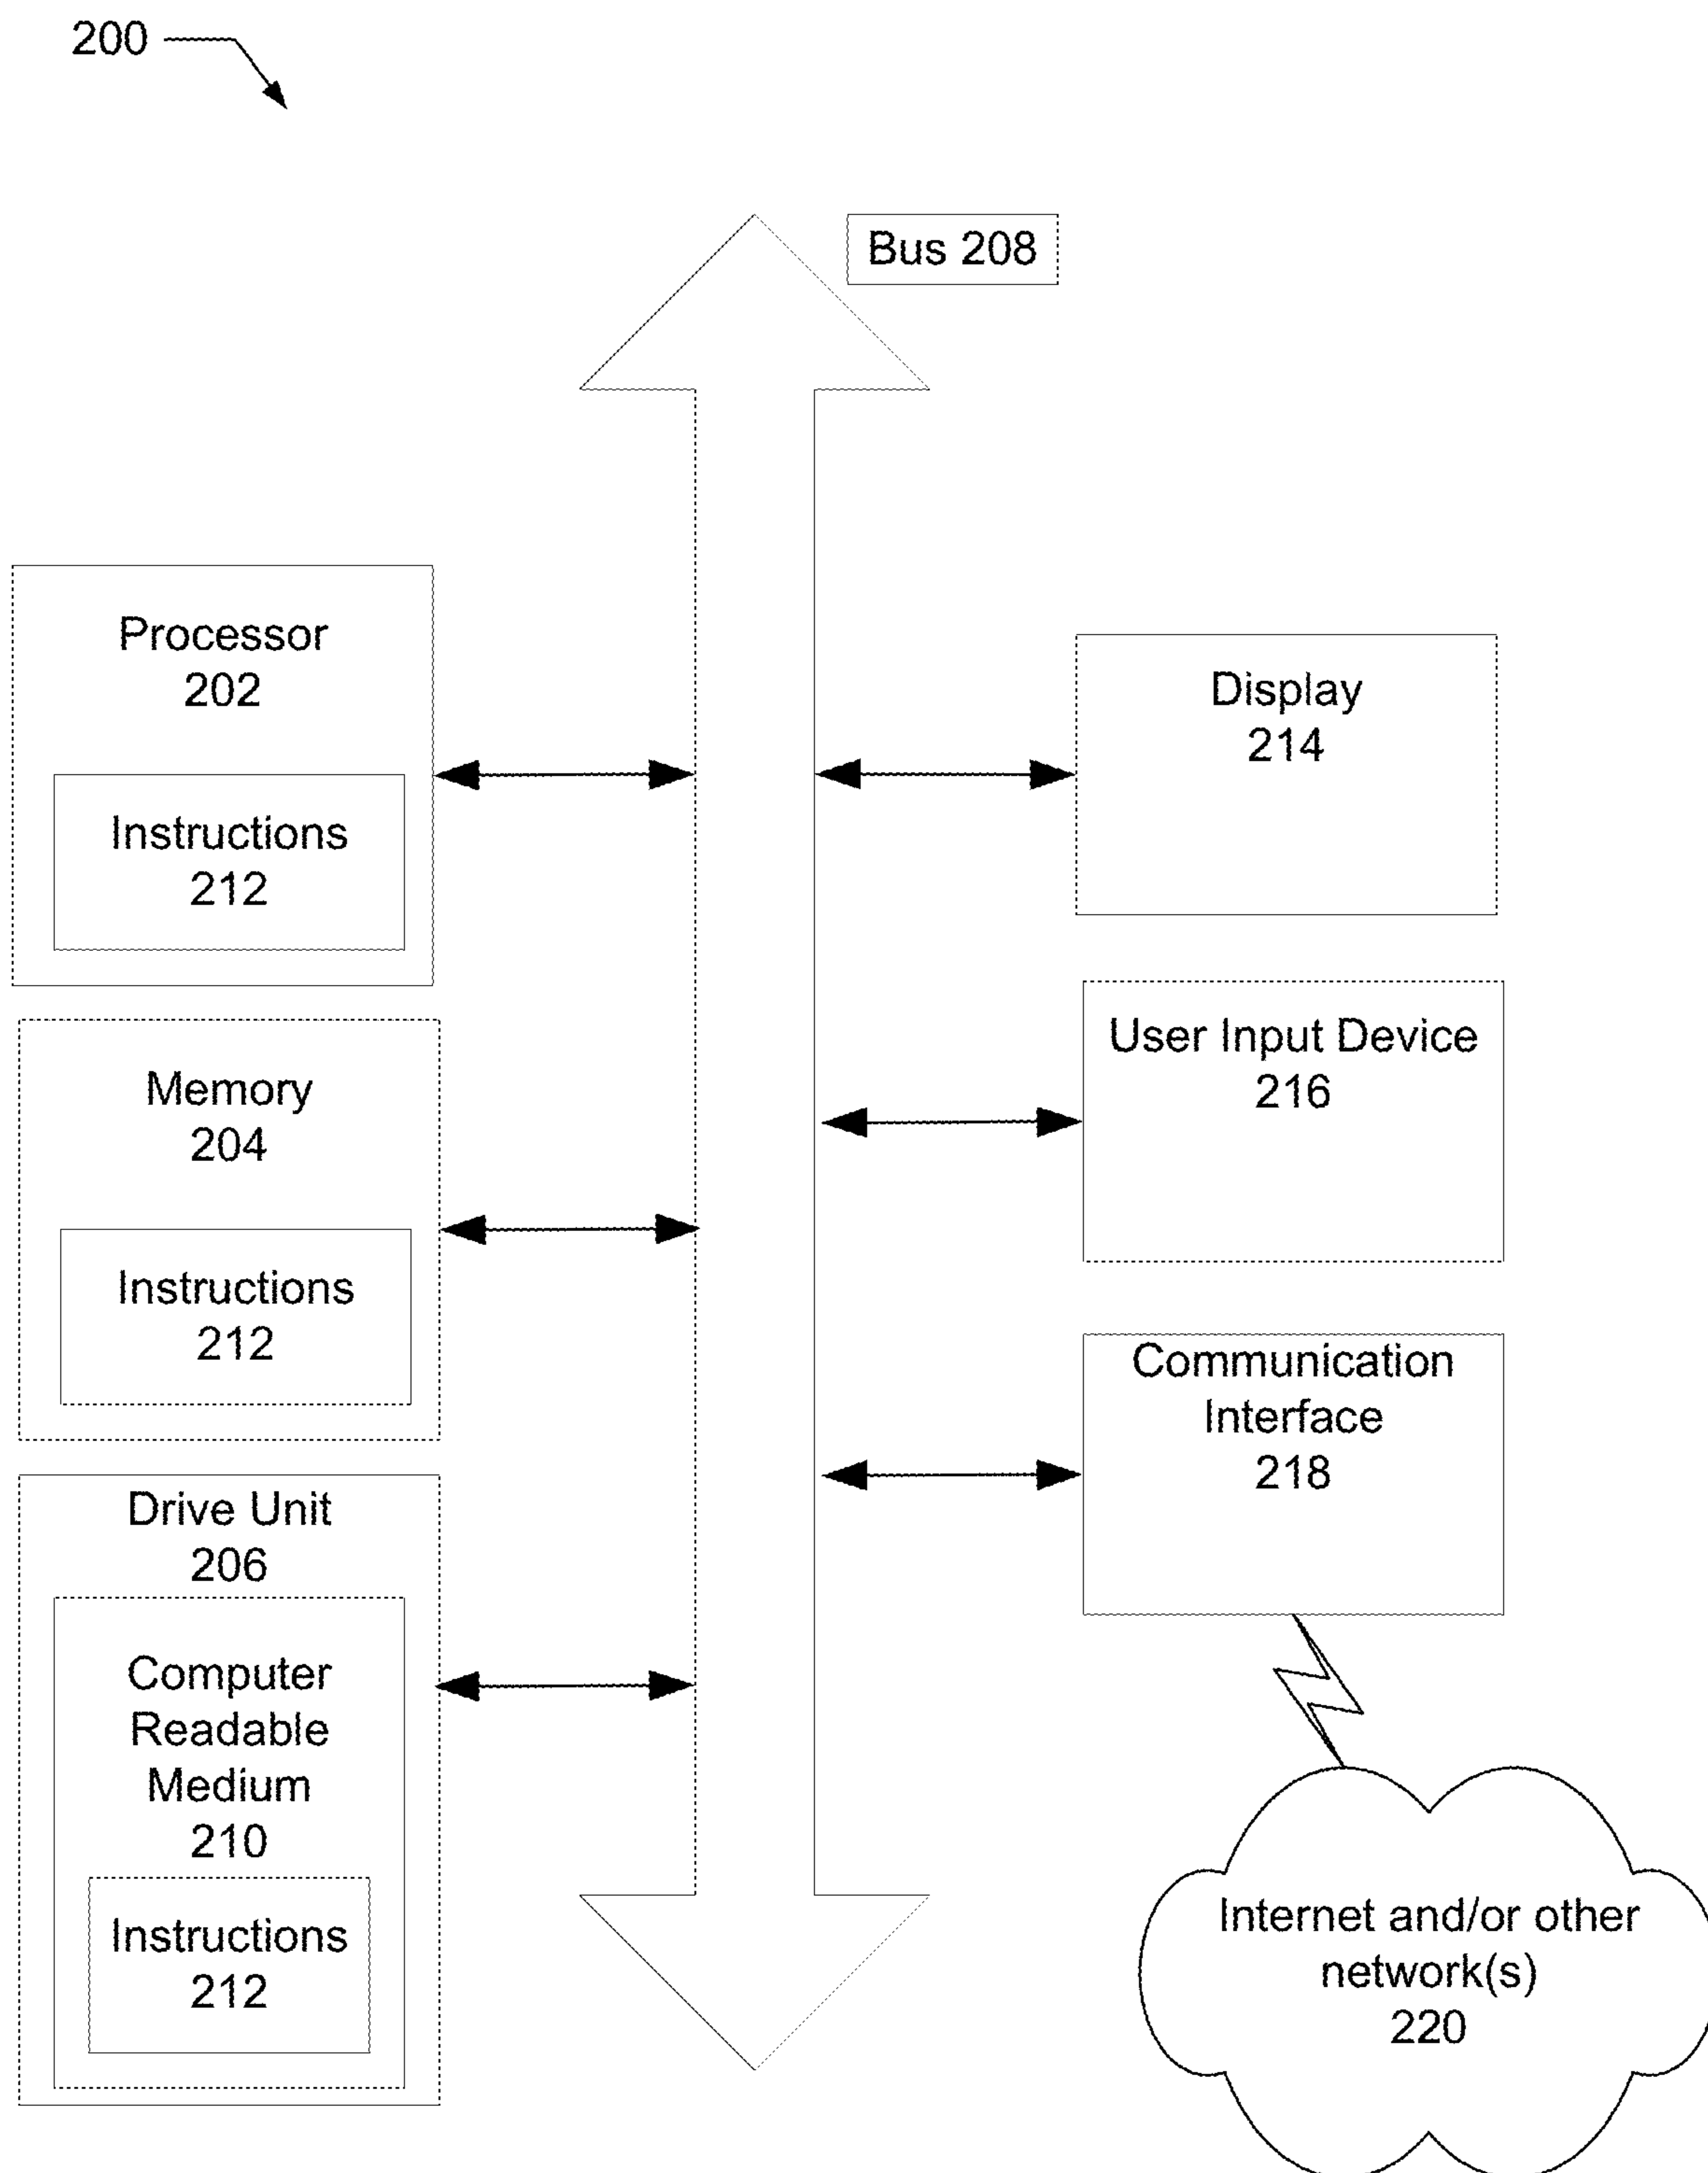 200
Bus 208
Processor
202
Instructions
212
Memory
204
Instructions
212
Drive Unit
206
Computer
Readable
Medium
210
Instructions
212
Display
214
User Input Device
216
Communication
Interface
218
Internet and/or other
network(s)
220